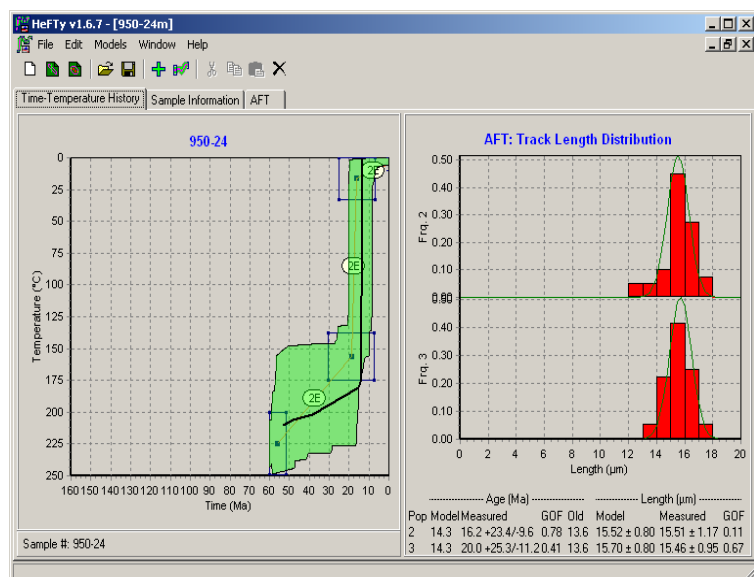 HeFTy v1.6.7 - [950-24m]
File Edit Models Window Help
Time-Temperature History Sample Information AFT
950-24
Temperature (°C)
0
25
50
75
100
125
150
175
200
225
250
2E
2E
2E
160 150 140 130 120 110 100 90 80 70 60 50 40 30 20 10 0
Time (Ma)
Sample #: 950-24
AFT: Track Length Distribution
Frq. 2
0.50
0.40
0.30
0.20
0.10
0.00
Frq. 3
0.50
0.40
0.30
0.20
0.10
0.00
0 2 4 6 8 10 12 14 16 18 20
Length (µm)
Age (Ma) Length (µm)
Pop Model Measured GOF Old Model Measured GOF
2 14.3 16.2 +23.4/-9.6 0.78 13.6 15.52 ± 0.80 15.51 ± 1.17 0.11
3 14.3 20.0 +25.3/-11.2 0.41 13.6 15.70 ± 0.80 15.46 ± 0.95 0.67